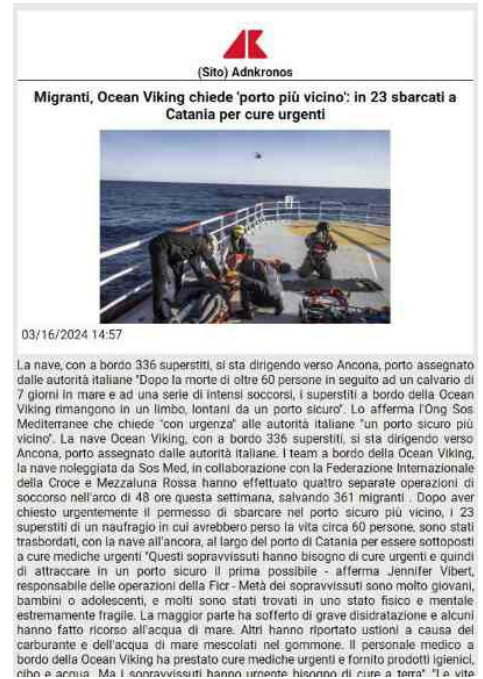 (Sito) Adnkronos
Migranti, Ocean Viking chiede 'porto più vicino': in 23 sbarcati a
Catania per cure urgenti
03/16/2024 14:57
La nave, con a bordo 336 superstiti, si sta dirigendo verso Ancona, porto assegnato
dalle autorità italiane "Dopo la morte di oltre 60 persone in seguito ad un calvario di
7 giorni in mare e ad una serie di intensi soccorsi, i superstiti a bordo della Ocean
Viking rimangono in un limbo, lontani da un porto sicuro". Lo afferma l'Ong Sos
Mediterranee che chiede "con urgenza" alle autorità italiane "un porto sicuro più
vicino". La nave Ocean Viking, con a bordo 336 superstiti, si sta dirigendo verso
Ancona, porto assegnato dalle autorità italiane. I team a bordo della Ocean Viking,
la nave noleggiata da Sos Med, in collaborazione con la Federazione Internazionale
della Croce e Mezzaluna Rossa hanno effettuato quattro separate operazioni di
soccorso nell'arco di 48 ore questa settimana, salvando 361 migranti . Dopo aver
chiesto urgentemente il permesso di sbarcare nel porto sicuro più vicino, i 23
superstiti di un naufragio in cui avrebbero perso la vita circa 60 persone, sono stati
trasbordati, con la nave all'ancora, al largo del porto di Catania per essere sottoposti
a cure mediche urgenti "Questi sopravvissuti hanno bisogno di cure urgenti e quindi
di attraccare in un porto sicuro il prima possibile - afferma Jennifer Vibert,
responsabile delle operazioni della Ficr - Metà dei sopravvissuti sono molto giovani,
bambini o adolescenti, e molti sono stati trovati in uno stato fisico e mentale
estremamente fragile. La maggior parte ha sofferto di grave disidratazione e alcuni
hanno fatto ricorso all'acqua di mare. Altri hanno riportato ustioni a causa del
carburante e dell'acqua di mare mescolati nel gommone. Il personale medico a
bordo della Ocean Viking ha prestato cure mediche urgenti e fornito prodotti igienici,
cibo e acqua. Ma i sopravvissuti hanno urgente bisogno di cure a terra". "Le vite